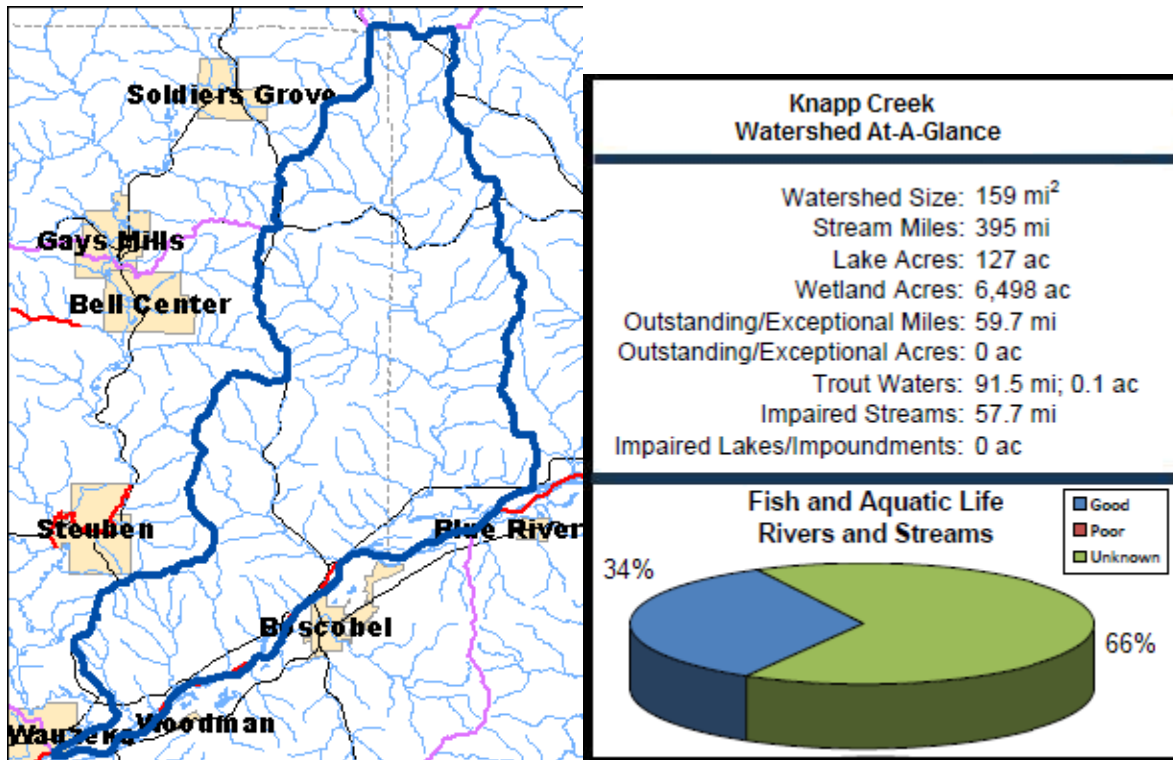 Soldiers Grove
Gays Mills
Bell Center
Steuben
Blue River
Boscobel
Woodman
Knapp Creek
Watershed At-A-Glance
Watershed Size: 159 mi²
Stream Miles: 395 mi
Lake Acres: 127 ac
Wetland Acres: 6,498 ac
Outstanding/Exceptional Miles: 59.7 mi
Outstanding/Exceptional Acres: 0 ac
Trout Waters: 91.5 mi; 0.1 ac
Impaired Streams: 57.7 mi
Impaired Lakes/Impoundments: 0 ac
Fish and Aquatic Life
Rivers and Streams
Good
Poor
Unknown
34%
66%